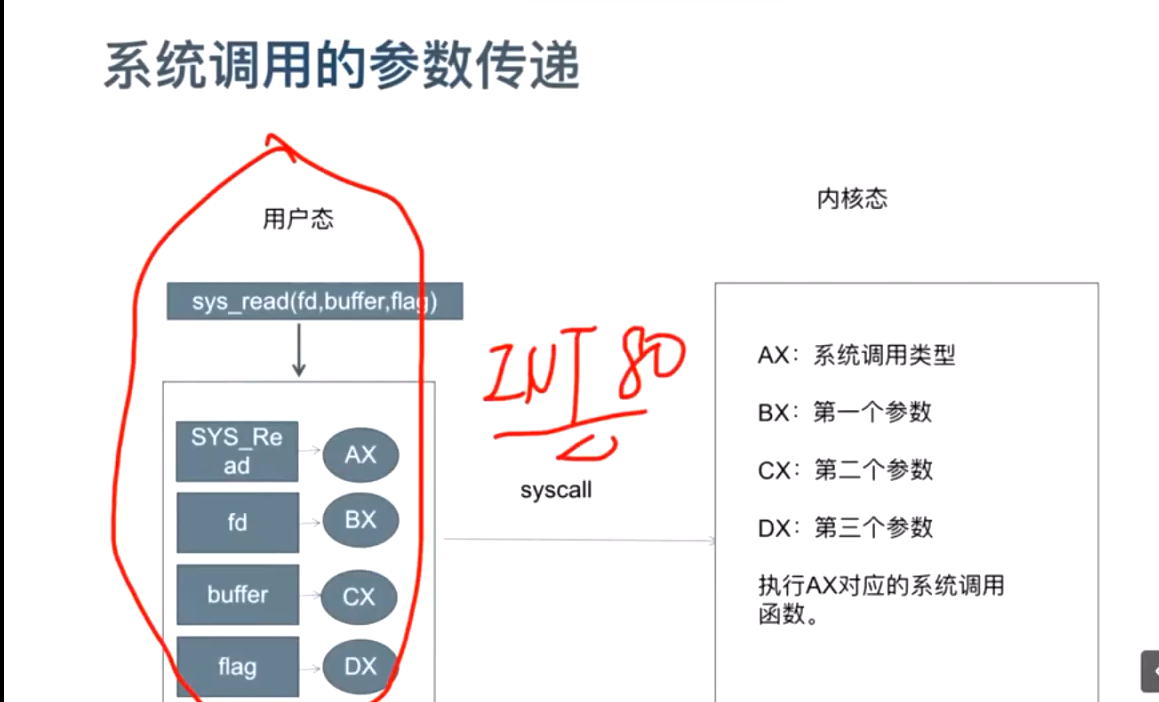 系统调用的参数传递
用户态
内核态
sys_read(fd,buffer,flag)
INT 80
SYS_Re
ad
AX
fd
BX
buffer
CX
flag
DX
syscall
AX：系统调用类型
BX：第一个参数
CX：第二个参数
DX：第三个参数
执行AX对应的系统调用
函数。